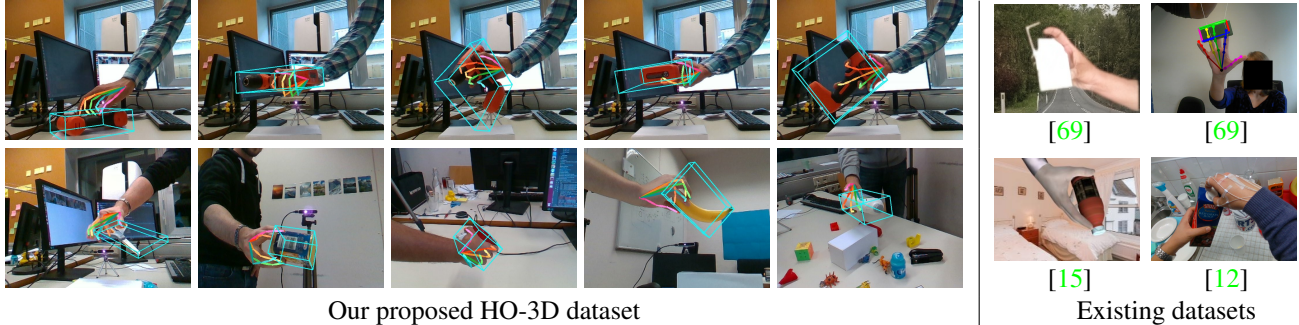 [69]
[69]
[15]
[12]
Our proposed HO-3D dataset
Existing datasets